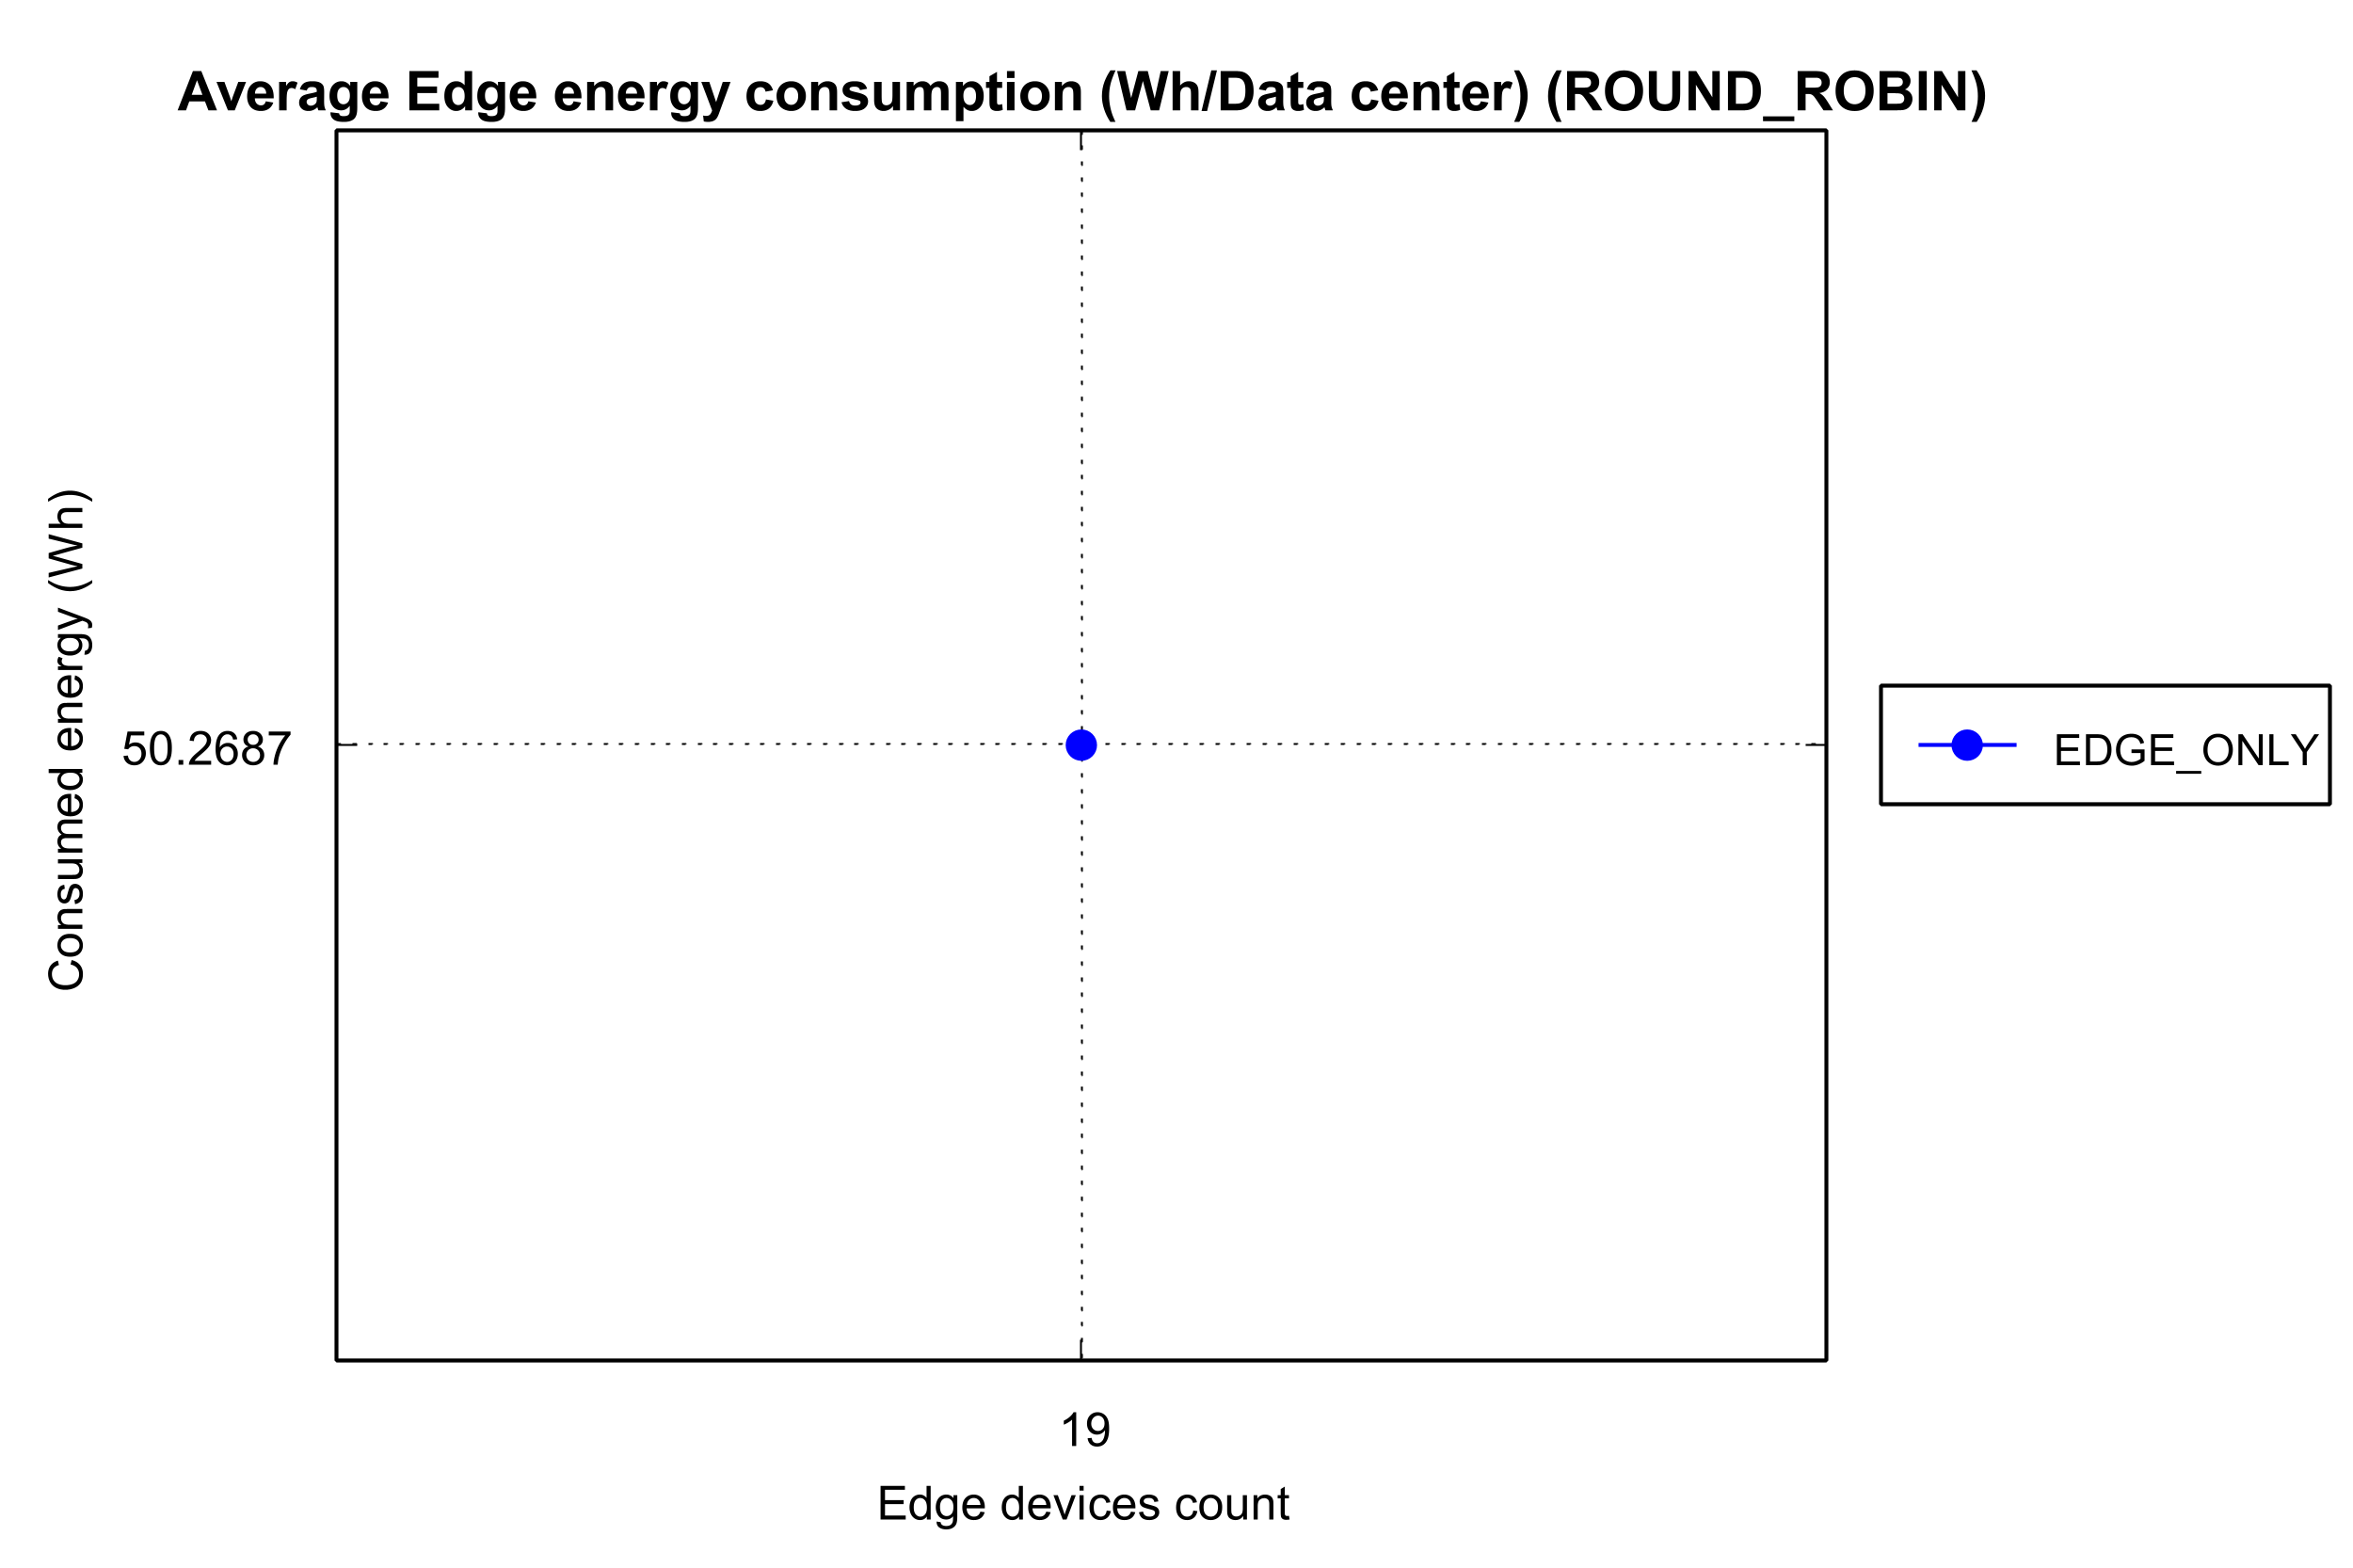 Average Edge energy consumption (Wh/Data center) (ROUND_ROBIN)
Consumed energy (Wh)
50.2687
EDGE_ONLY
19
Edge devices count